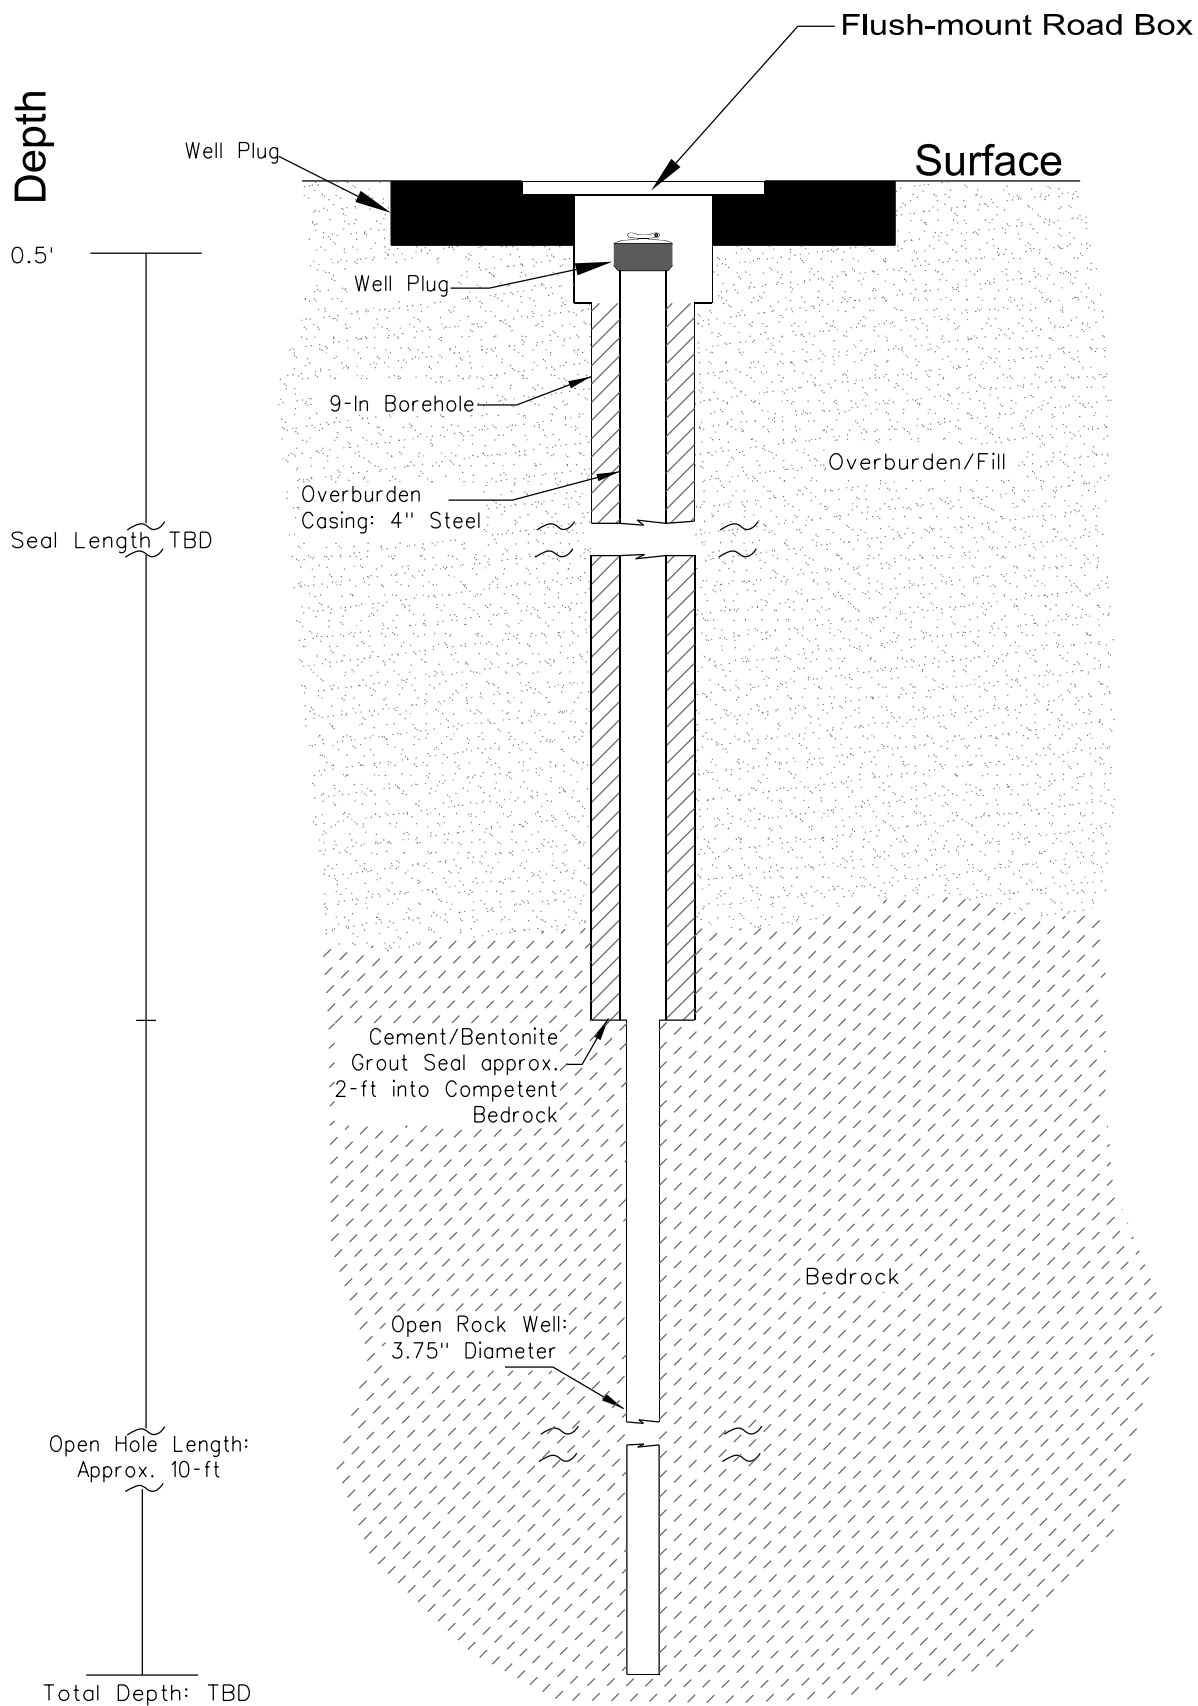 Flush-mount Road Box
Depth
Well Plug
Surface
0.5'
Well Plug
9-In Borehole
Overburden/Fill
Overburden
Casing: 4" Steel
Seal Length TBD
Cement/Bentonite
Grout Seal approx.
2-ft into Competent
Bedrock
Bedrock
Open Rock Well:
3.75" Diameter
Open Hole Length:
Approx. 10-ft
Total Depth: TBD